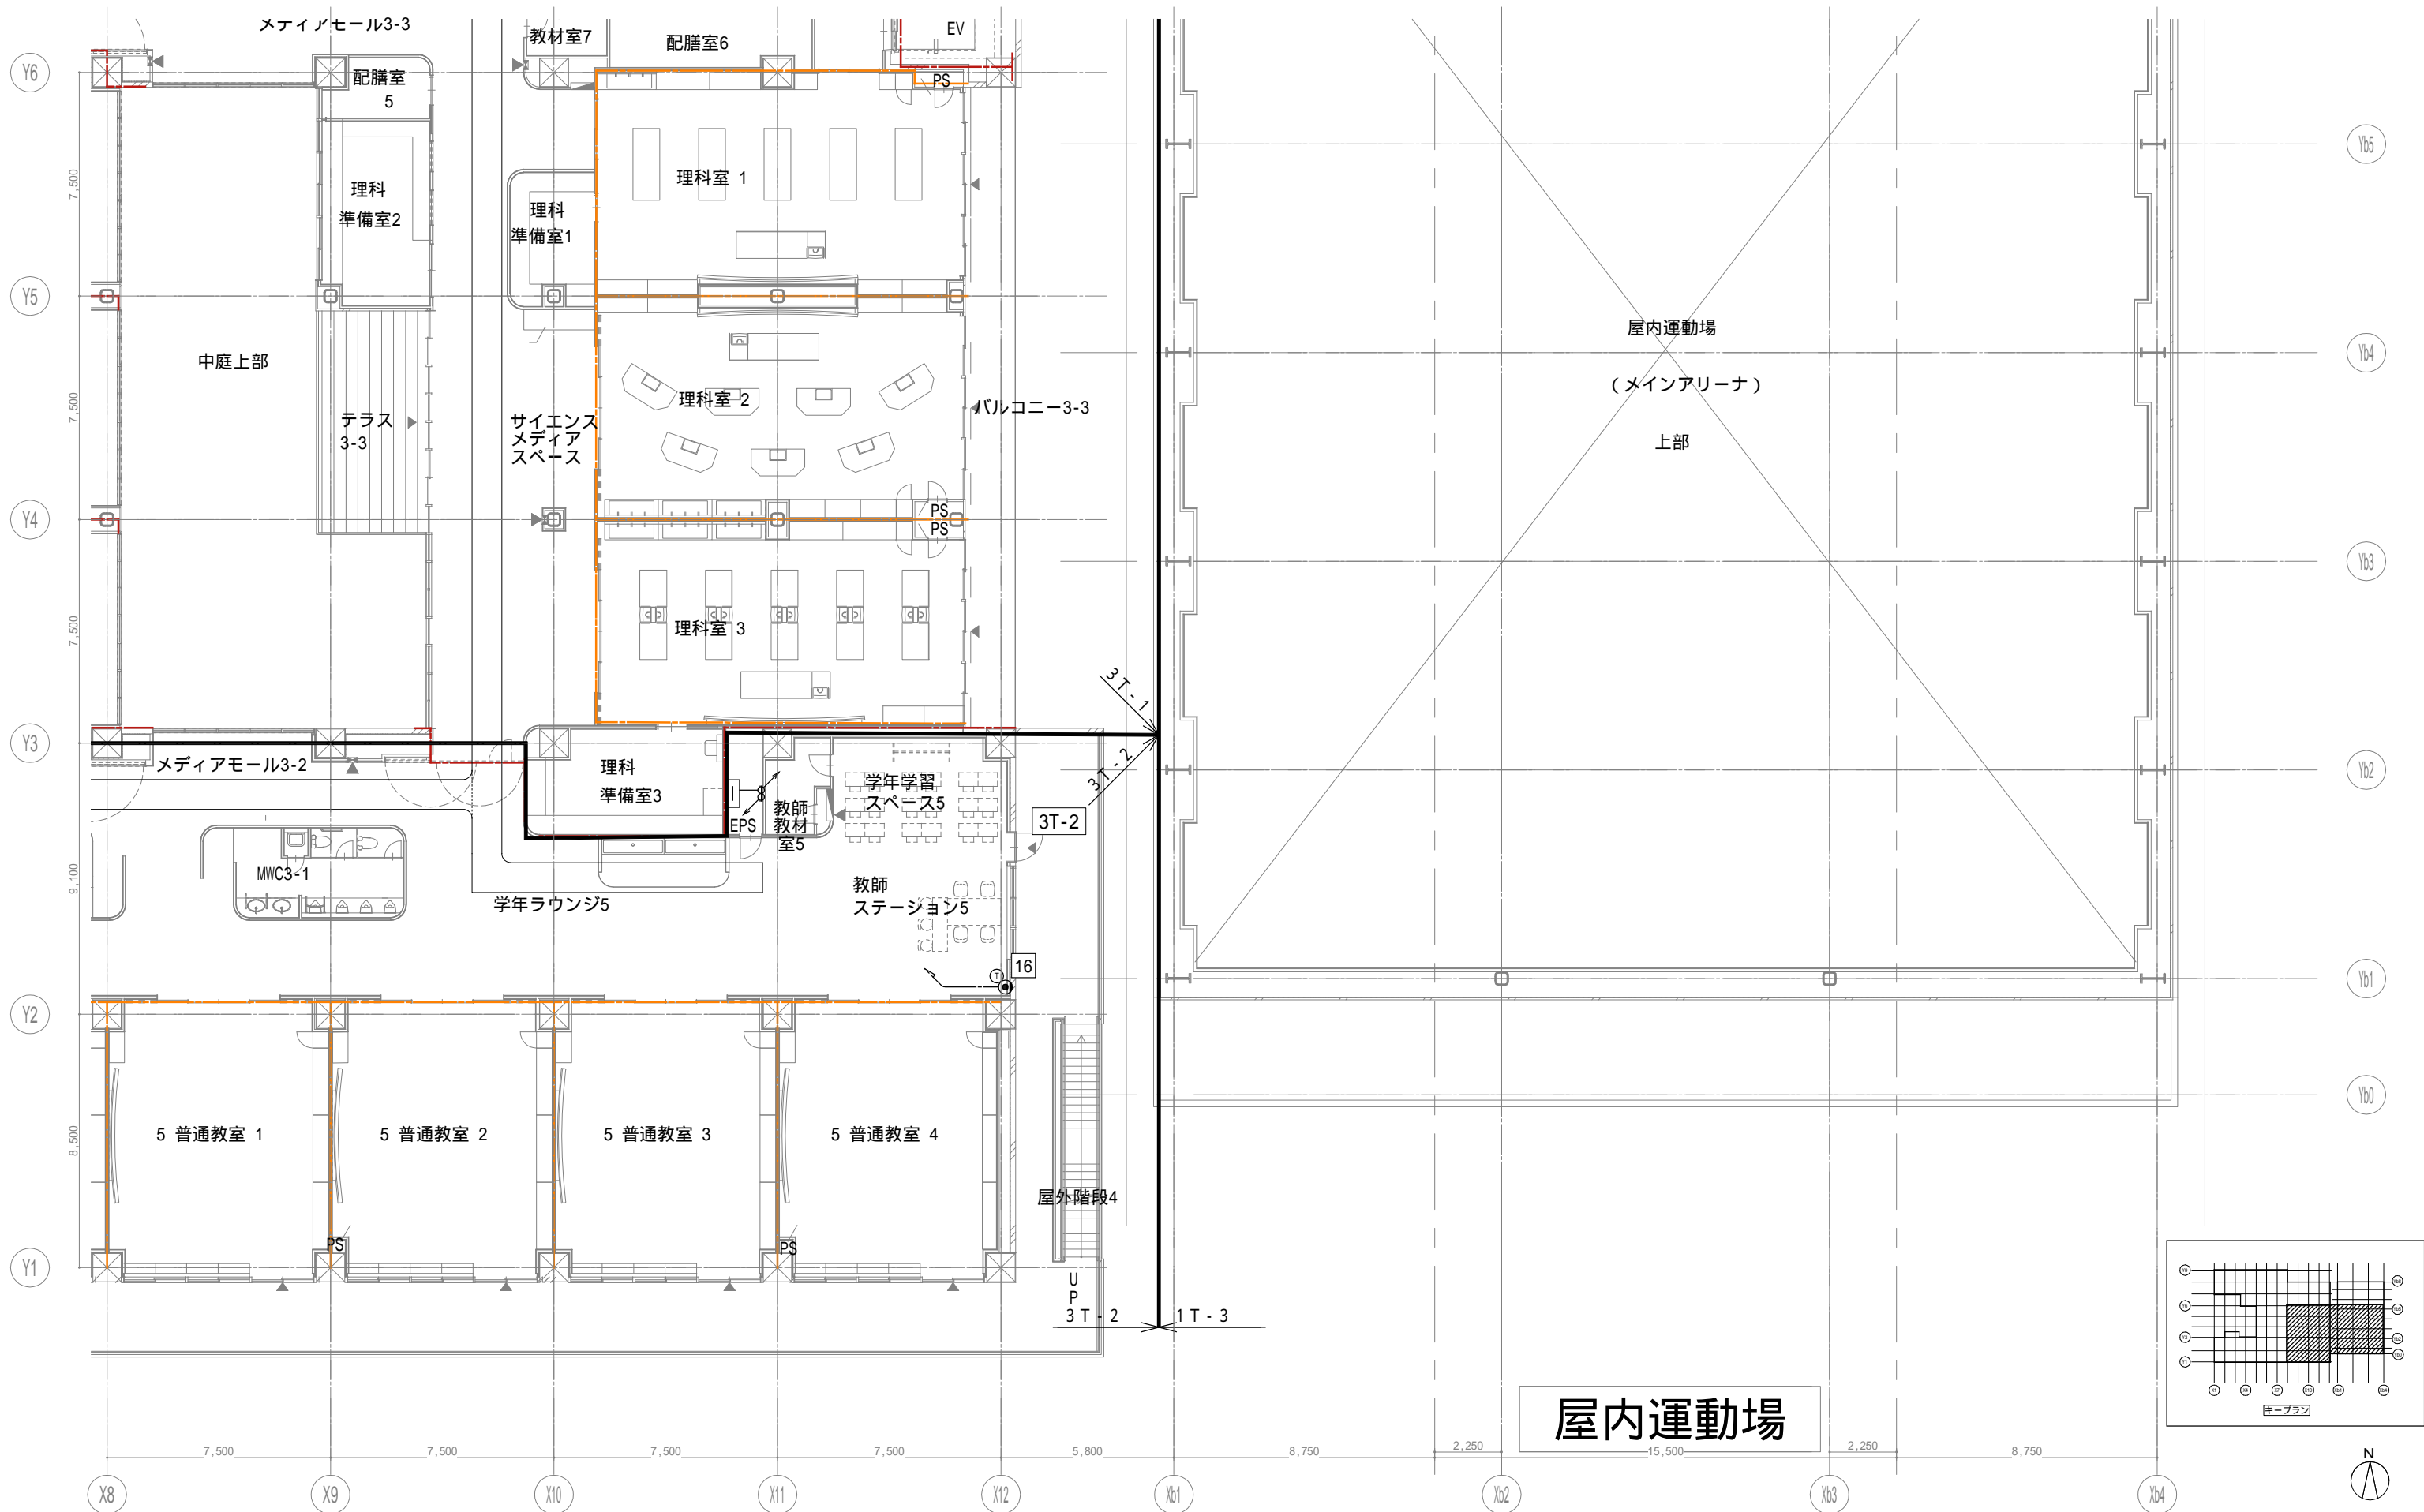 メディアモール3-3
教材室7
配膳室6
EV
PS
Y6
配膳室
5
理科
準備室2
理科
準備室1
理科室 1
Yb5
7,500
Y5
中庭上部
テラス
3-3
サイエンス
メディア
スペース
理科室 2
バルコニー3-3
屋内運動場
(メインアリーナ)
上部
Yb4
7,500
PS
PS
Y4
Yb3
7,500
理科室 3
3T-1
3T-2
Y3
メディアモール3-2
理科
準備室3
EPS
教師
教材
室5
学年学習
スペース5
3T-2
Yb2
MWC3-1
9,100
学年ラウンジ5
教師
ステーション5
T
16
Yb1
Y2
Yb0
5 普通教室 1
5 普通教室 2
5 普通教室 3
5 普通教室 4
8,500
屋外階段4
PS
PS
Y1
UP
3T-2
1T-3
屋内運動場
キープラン
N
7,500
7,500
7,500
7,500
5,800
8,750
2,250
15,500
2,250
8,750
X8
X9
X10
X11
X12
Xb1
Xb2
Xb3
Xb4